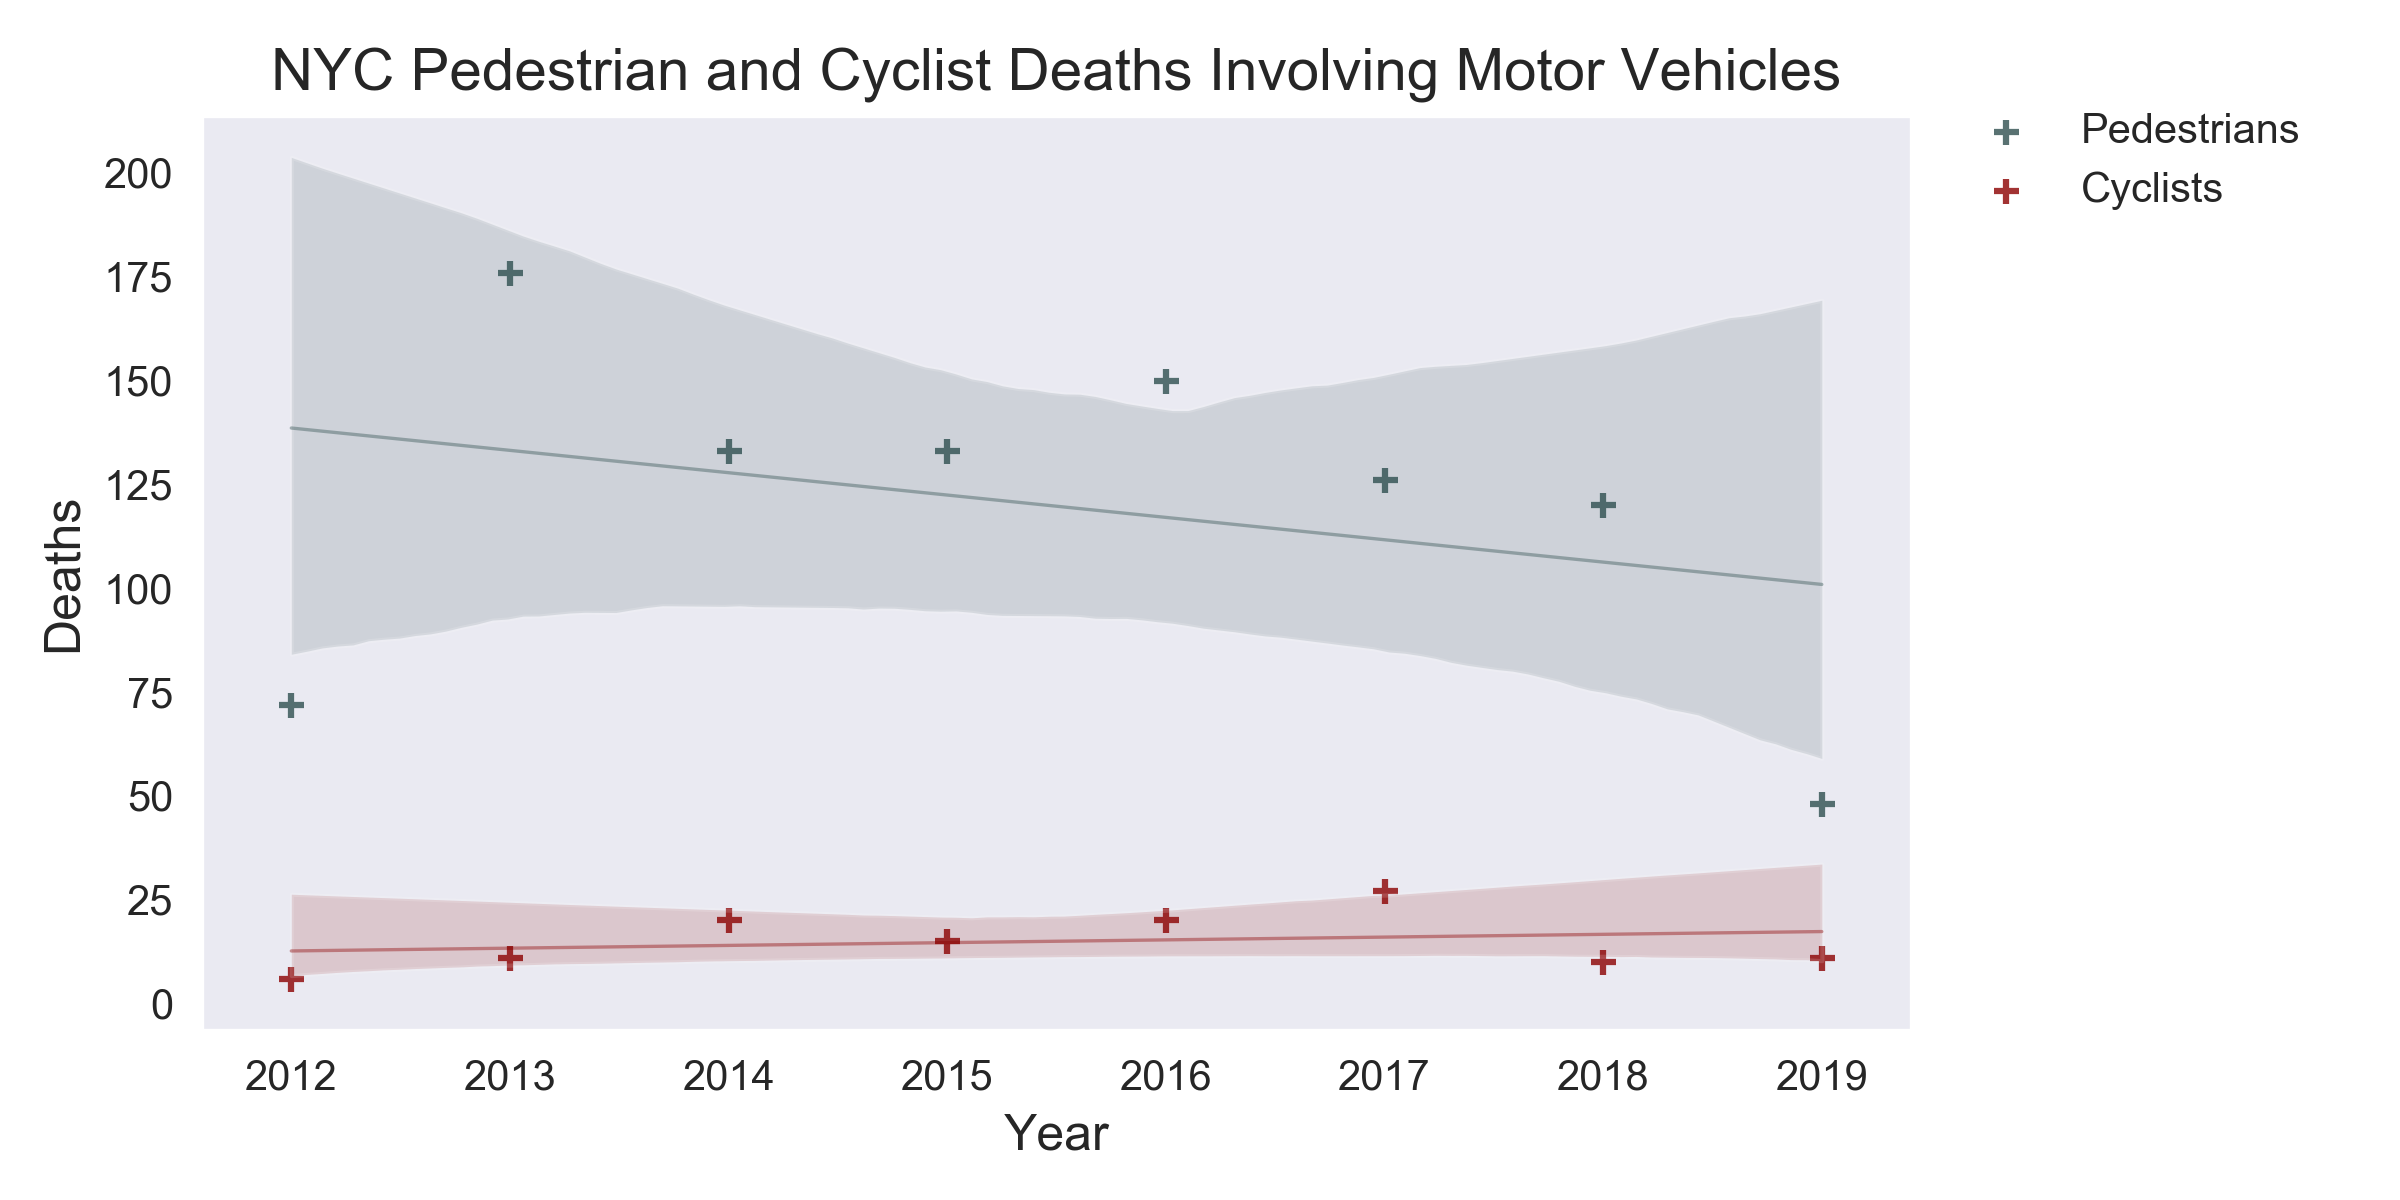 NYC Pedestrian and Cyclist Deaths Involving Motor Vehicles
Pedestrians
Cyclists
200
175
150
125
100
75
50
25
0
Deaths
2012 2013 2014 2015 2016 2017 2018 2019
Year